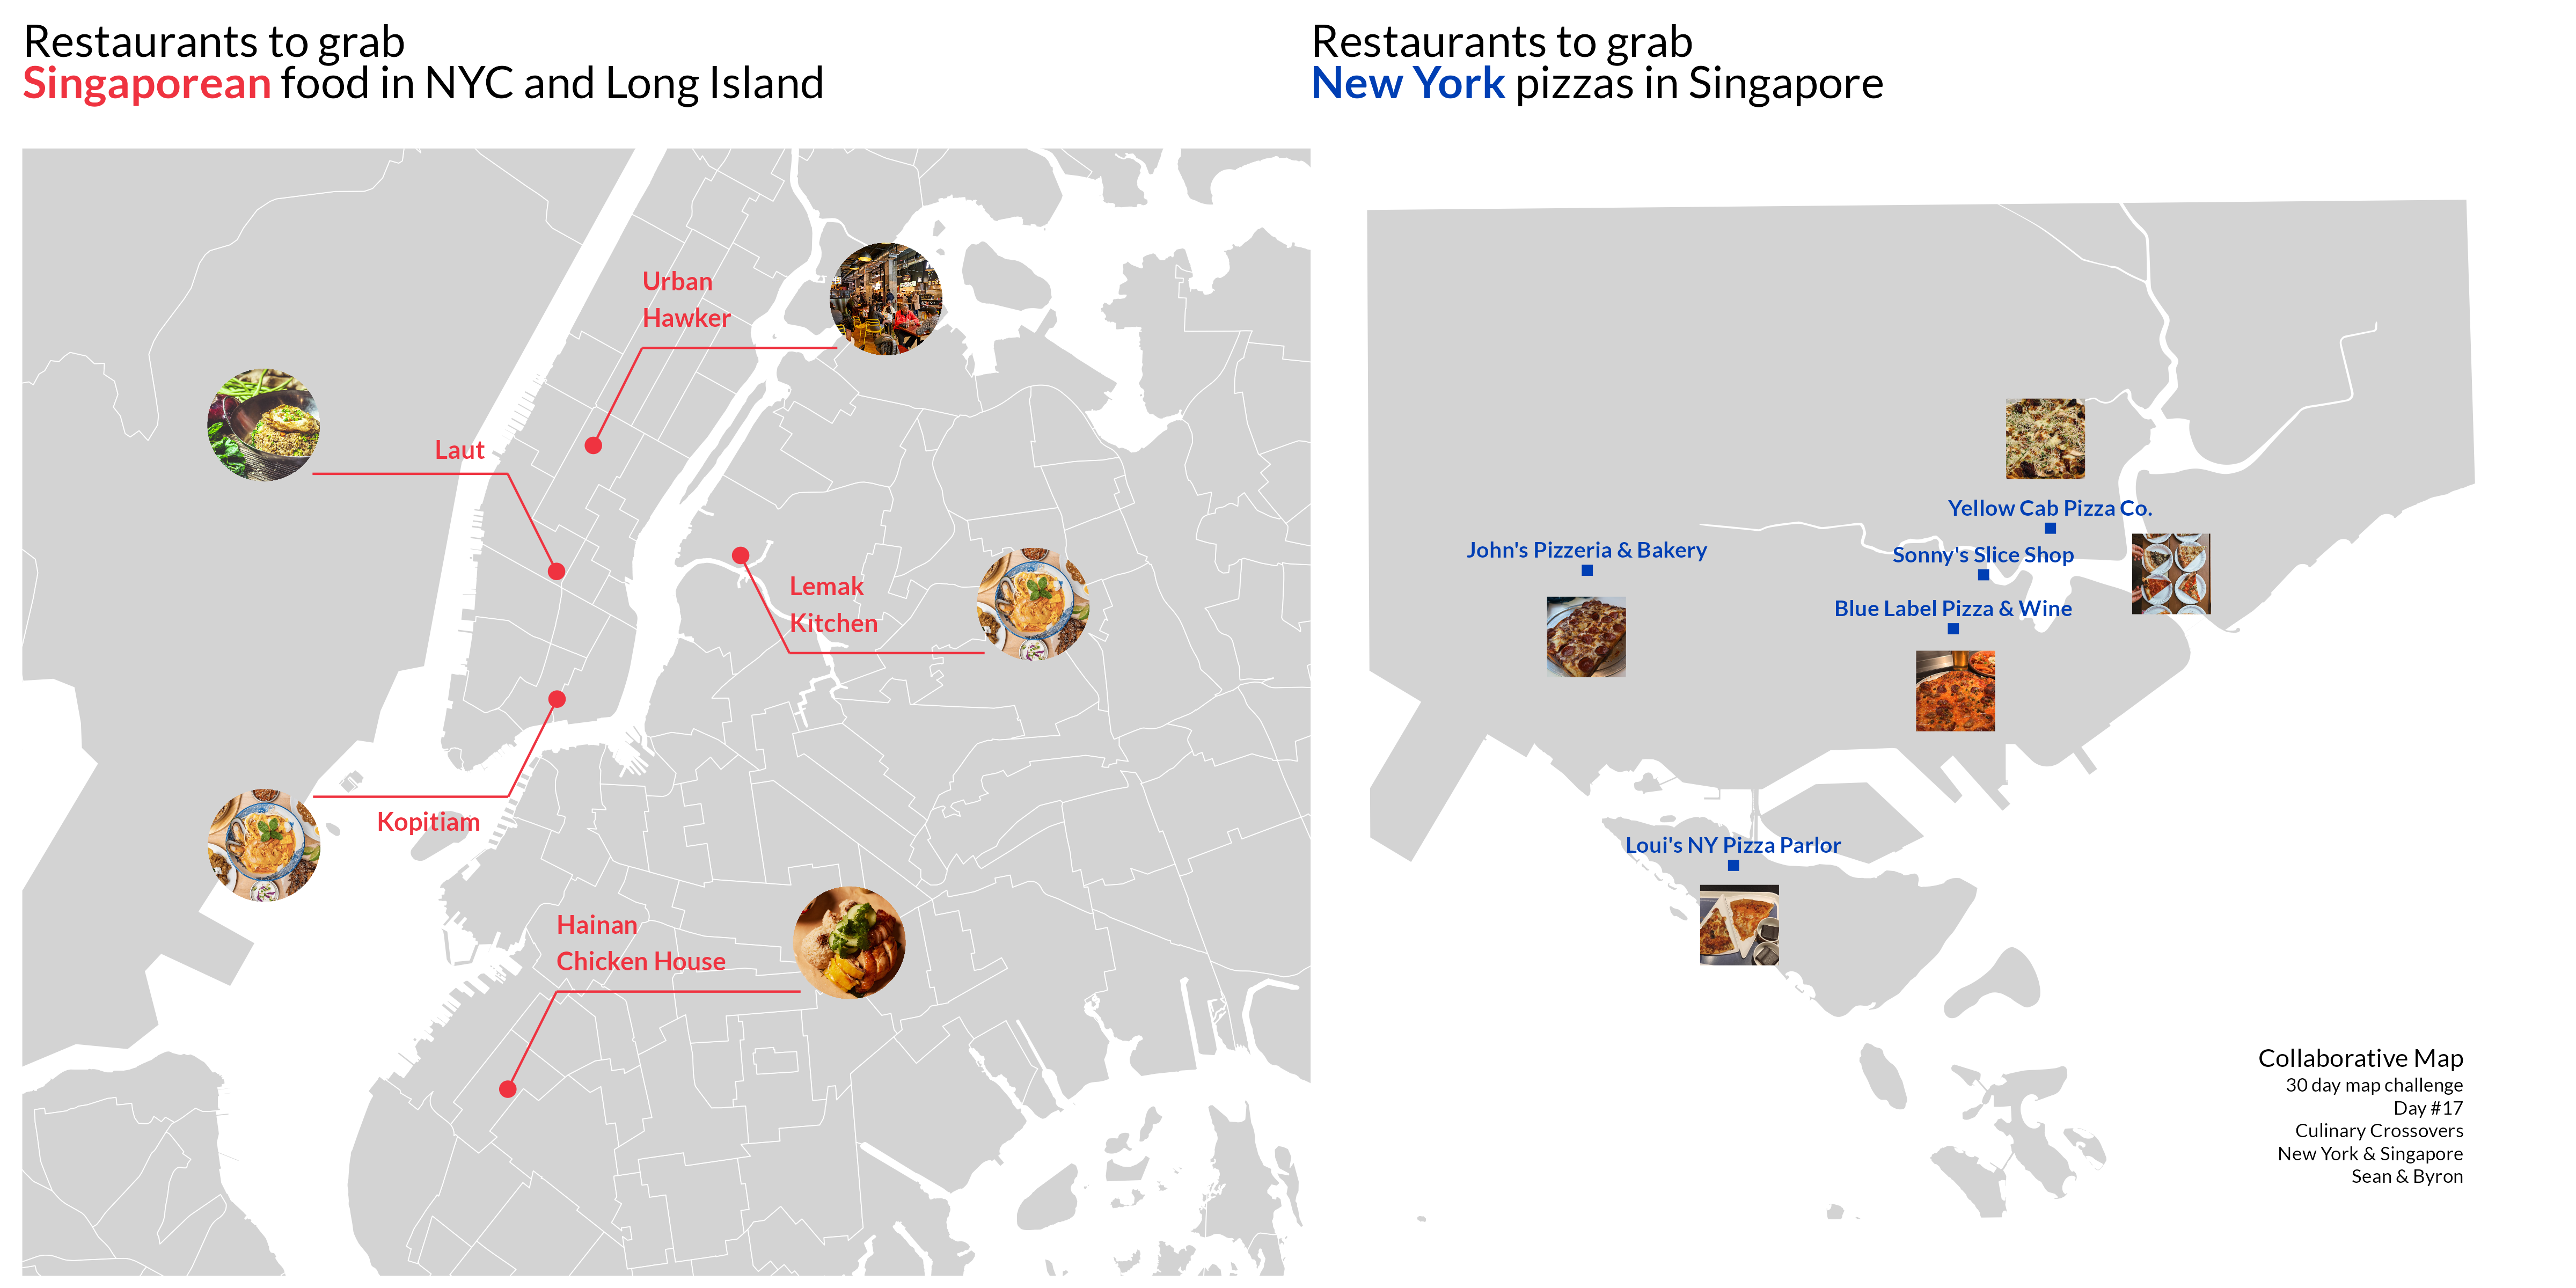 Restaurants to grab
Singaporean food in NYC and Long Island
Urban
Hawker
Laut
Lemak
Kitchen
Kopitiam
Hainan
Chicken House
Restaurants to grab
New York pizzas in Singapore
Yellow Cab Pizza Co.
John's Pizzeria & Bakery
Sonny's Slice Shop
Blue Label Pizza & Wine
Loui's NY Pizza Parlor
Collaborative Map
30 day map challenge
Day #17
Culinary Crossovers
New York & Singapore
Sean & Byron